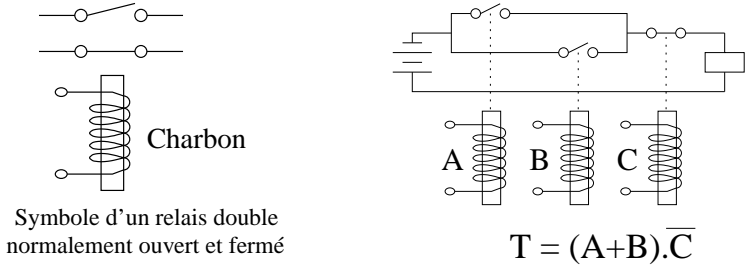 Charbon
Symbole d'un relais double
normalement ouvert et fermé
A B C
T = (A+B).C̅